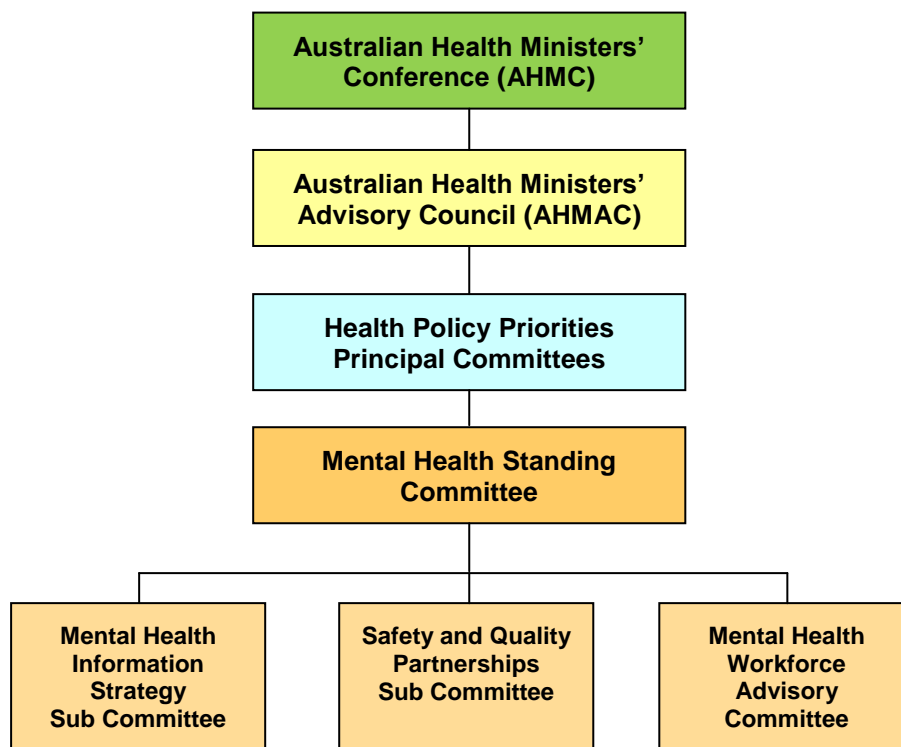 Australian Health Ministers’
Conference (AHMC)
Australian Health Ministers’
Advisory Council (AHMAC)
Health Policy Priorities
Principal Committees
Mental Health Standing
Committee
Mental Health
Information
Strategy
Sub Committee
Safety and Quality
Partnerships
Sub Committee
Mental Health
Workforce
Advisory
Committee